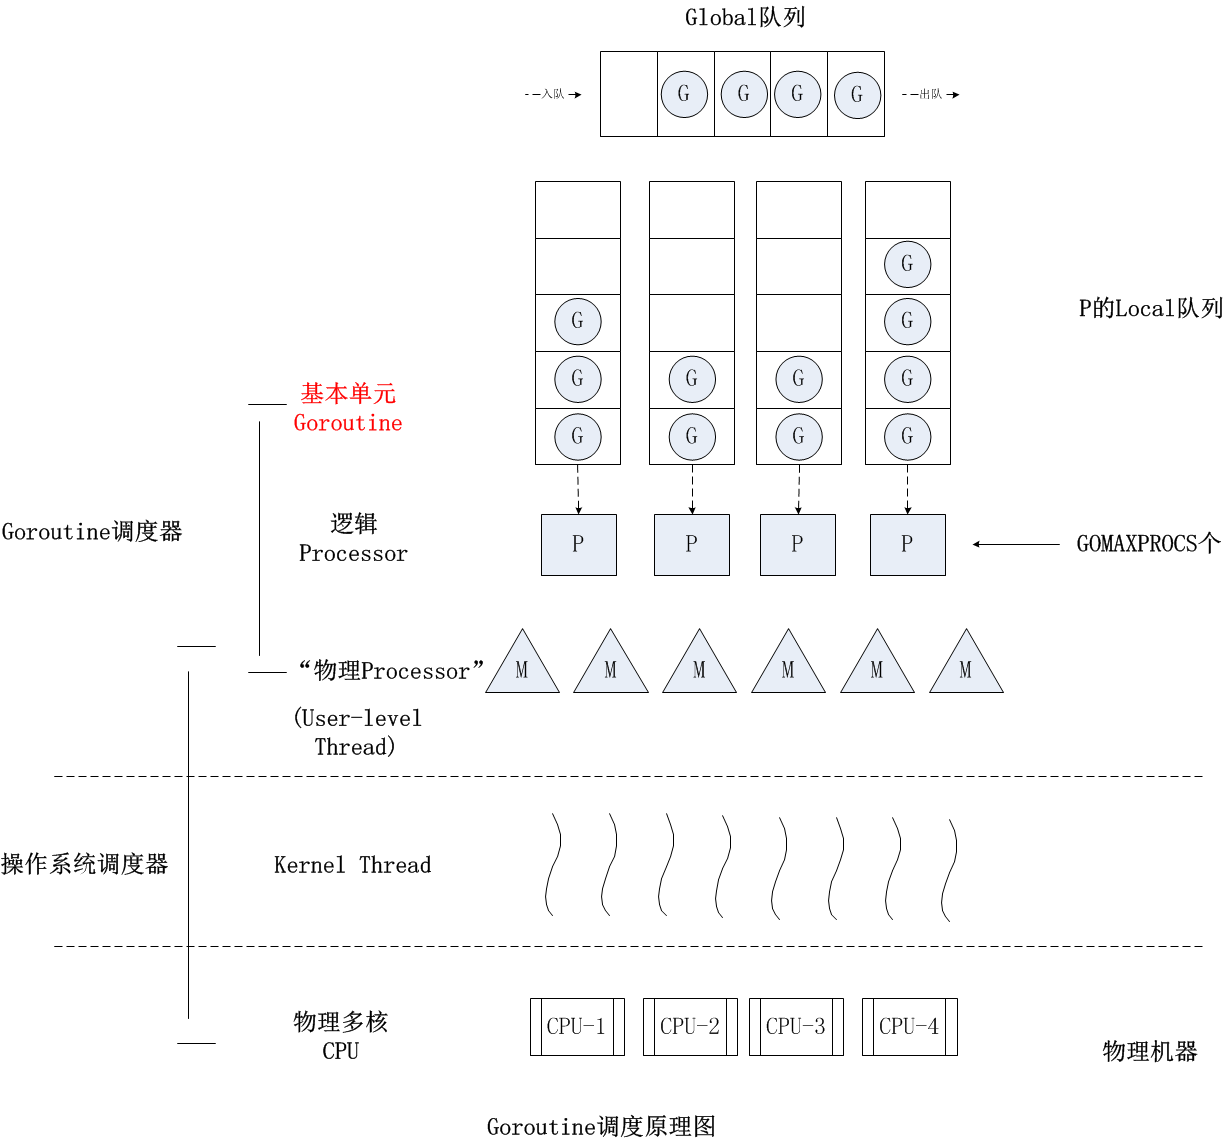 Global队列
--入队
G G G G
--出队
G
G G
P的Local队列
G G G G
基本单元
Goroutine
G G G G
Goroutine调度器
逻辑
Processor
P P P P
GOMAXPROCS个
“物理Processor”
M M M M M M
(User-level
Thread)
操作系统调度器
Kernel Thread
物理多核
CPU
CPU-1 CPU-2 CPU-3 CPU-4
物理机器
Goroutine调度原理图